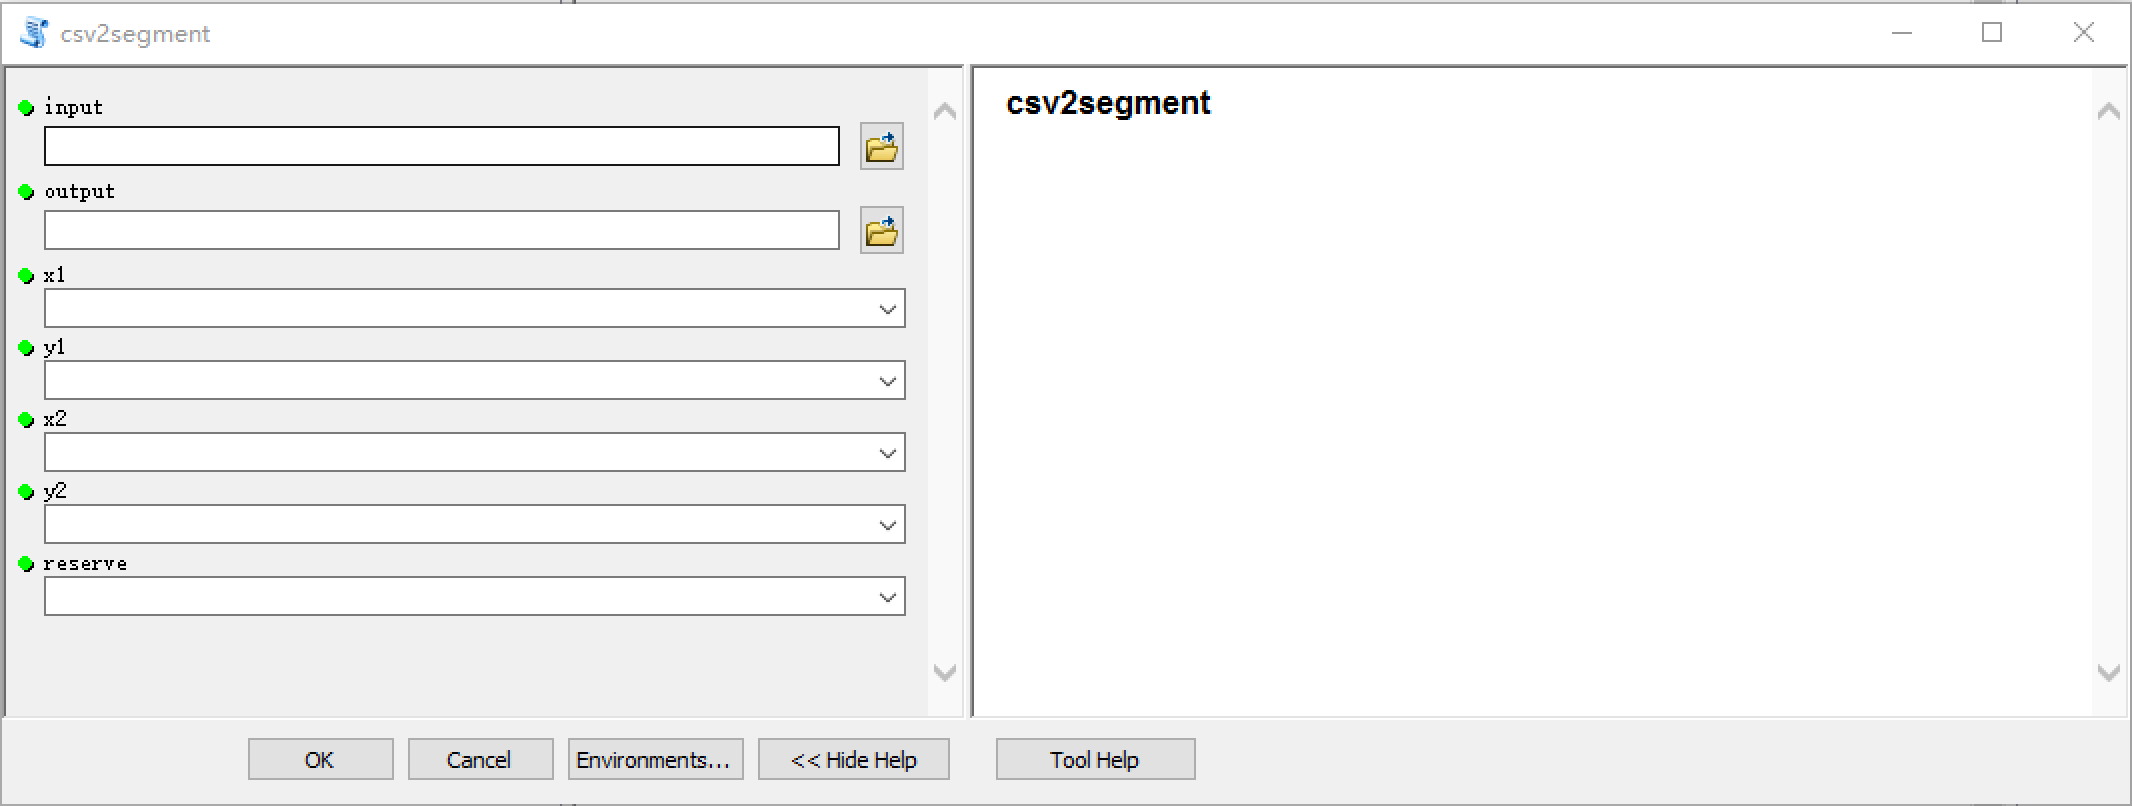 csv2segment
input
output
x1
y1
x2
y2
reserve
csv2segment
OK
Cancel
Environments...
<< Hide Help
Tool Help